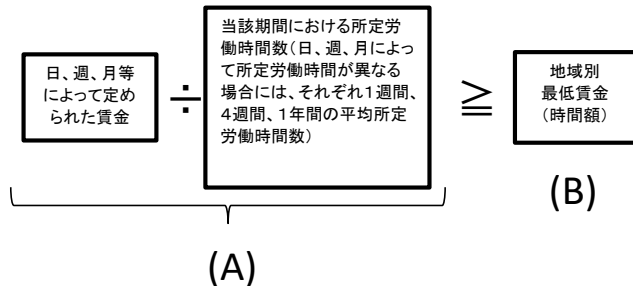 日、週、月等
によって定め
られた賃金
÷
当該期間における所定労
働時間数(日、週、月によっ
て所定労働時間が異なる
場合には、それぞれ1週間、
4週間、1年間の平均所定
労働時間数)
≧
地域別
最低賃金
(時間額)
(A)
(B)